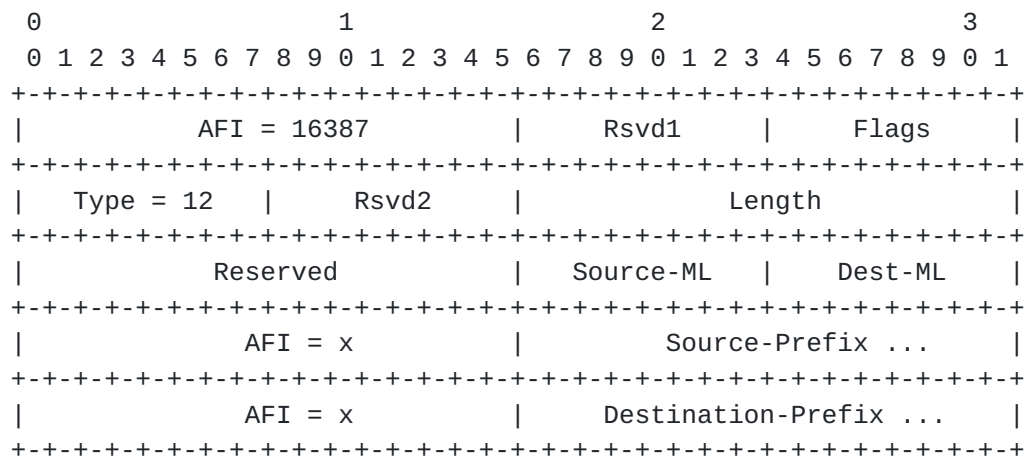 0                   1                   2                   3
 0 1 2 3 4 5 6 7 8 9 0 1 2 3 4 5 6 7 8 9 0 1 2 3 4 5 6 7 8 9 0 1
+-+-+-+-+-+-+-+-+-+-+-+-+-+-+-+-+-+-+-+-+-+-+-+-+-+-+-+-+-+-+-+-+
|           AFI = 16387         |     Rsvd1     |     Flags     |
+-+-+-+-+-+-+-+-+-+-+-+-+-+-+-+-+-+-+-+-+-+-+-+-+-+-+-+-+-+-+-+-+
|   Type = 12   |     Rsvd2     |             Length            |
+-+-+-+-+-+-+-+-+-+-+-+-+-+-+-+-+-+-+-+-+-+-+-+-+-+-+-+-+-+-+-+-+
|            Reserved           |   Source-ML   |    Dest-ML    |
+-+-+-+-+-+-+-+-+-+-+-+-+-+-+-+-+-+-+-+-+-+-+-+-+-+-+-+-+-+-+-+-+
|              AFI = x          |         Source-Prefix ...     |
+-+-+-+-+-+-+-+-+-+-+-+-+-+-+-+-+-+-+-+-+-+-+-+-+-+-+-+-+-+-+-+-+
|              AFI = x          |     Destination-Prefix ...    |
+-+-+-+-+-+-+-+-+-+-+-+-+-+-+-+-+-+-+-+-+-+-+-+-+-+-+-+-+-+-+-+-+